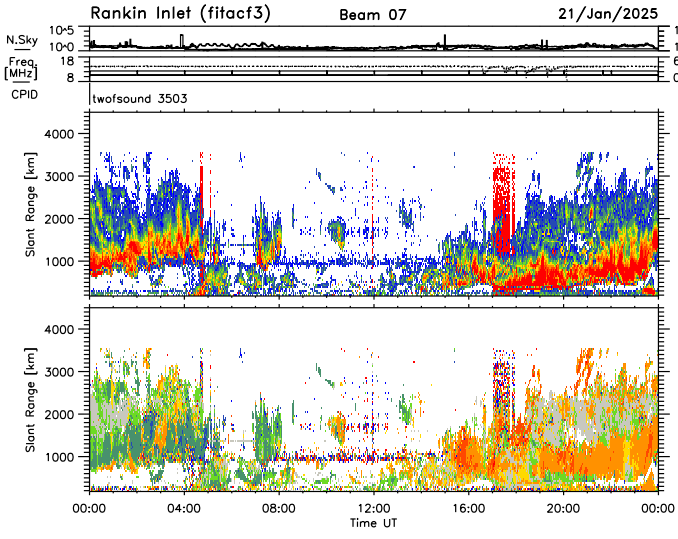 Rankin Inlet (fitacf3) Beam 07 21/Jan/2025
10^5
N.Sky 10^0
Freq. 18 6
[MHz] 8 0
CPID twofsound 3503
4000
3000
2000
1000
Slant Range [km]
4000
3000
2000
1000
Slant Range [km]
00:00 04:00 08:00 12:00 16:00 20:00 00:00
Time UT